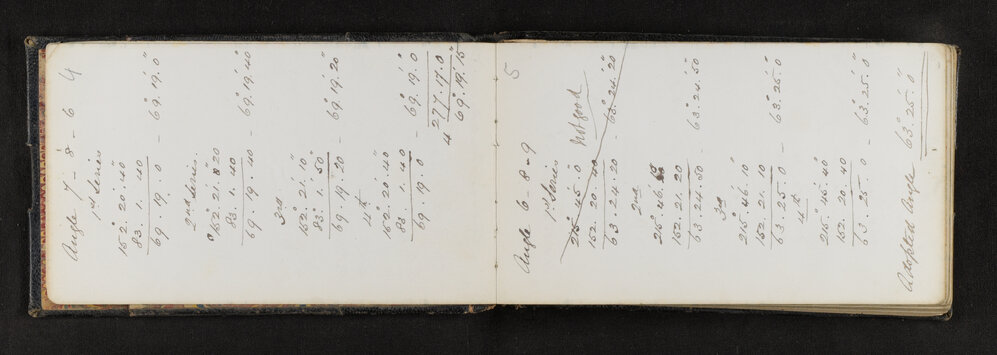 4
Angle 7 - 8 - 6
1st Series
152°. 20'. 40"
83. 1. 40
69. 19. 0 - 69°. 19'. 0"
2nd Series
152°. 21'. 20
83. 1. 40
69. 19. 40 - 69°. 19'. 40"
3rd
152°. 21'. 10"
83°. 1. 50"
69. 19. 20 - 69°. 19'. 20"
4th
152°. 20'. 40"
83. 1. 40
69. 19. 0 - 69°. 19'. 0"
4 277. 17. 0
69°. 19'. 15"
5
Angle 6 - 8 - 9
1st Series
215°. 45'. 0 Not good
152. 20. 40
63. 24. 20 - 63°. 24'. 20"
2nd
215°. 46'.
152. 21. 20
63. 24. 50 - 63°. 24'. 50
3rd
215°. 46. 10
152. 21. 10
63. 25. 0 - 63°. 25'. 0
4th
215°. 45'. 40"
152. 20. 40
63. 25. 0 - 63°. 25'. 0"
Adopted Angle 63°. 25'. 0"